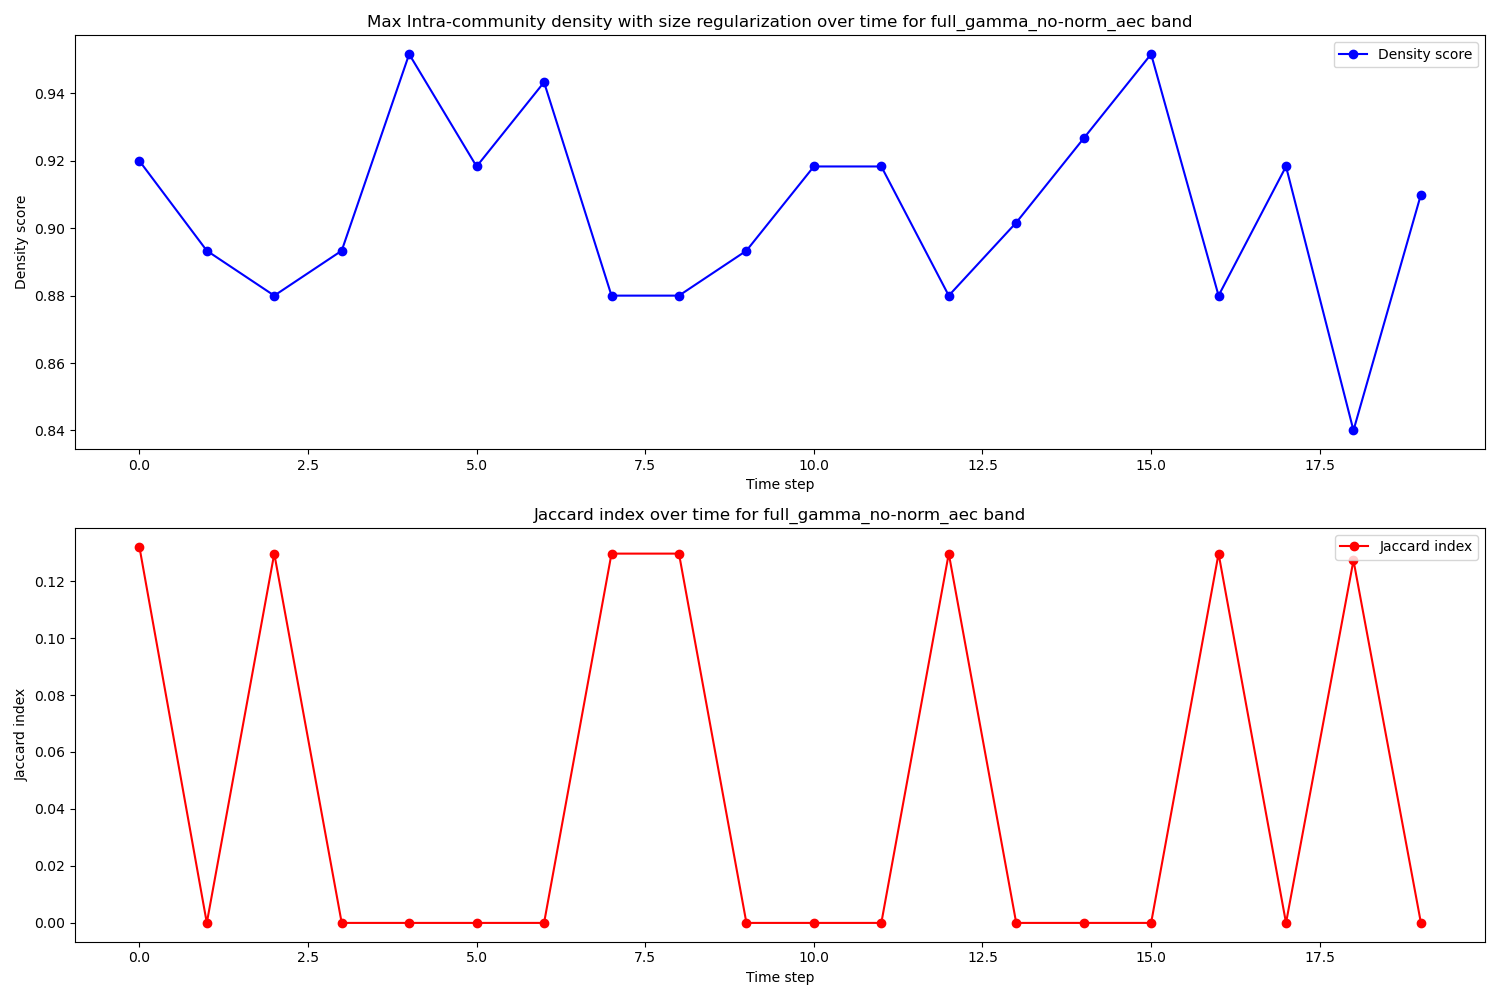 Max Intra-community density with size regularization over time for full_gamma_no-norm_aec band
Density score
0.94
0.92
0.90
0.88
0.86
0.84
Density score
0.0 2.5 5.0 7.5 10.0 12.5 15.0 17.5
Time step
Jaccard index over time for full_gamma_no-norm_aec band
Jaccard index
0.12
0.10
0.08
0.06
0.04
0.02
0.00
Jaccard index
0.0 2.5 5.0 7.5 10.0 12.5 15.0 17.5
Time step